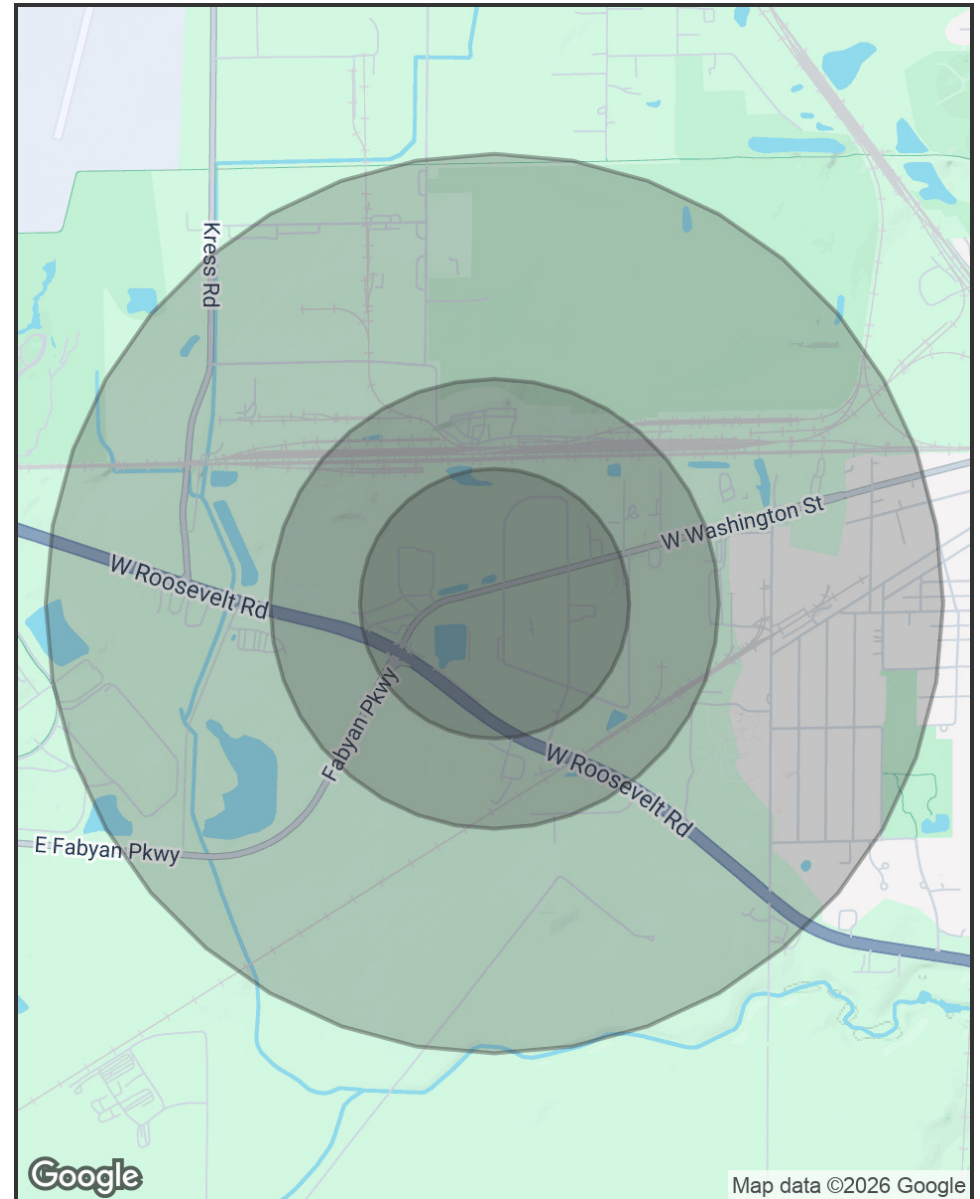 Kress Rd
W Washington St
W Roosevelt Rd
Fabyan Pkwy
W Roosevelt Rd
E Fabyan Pkwy
Google
Map data ©2026 Google